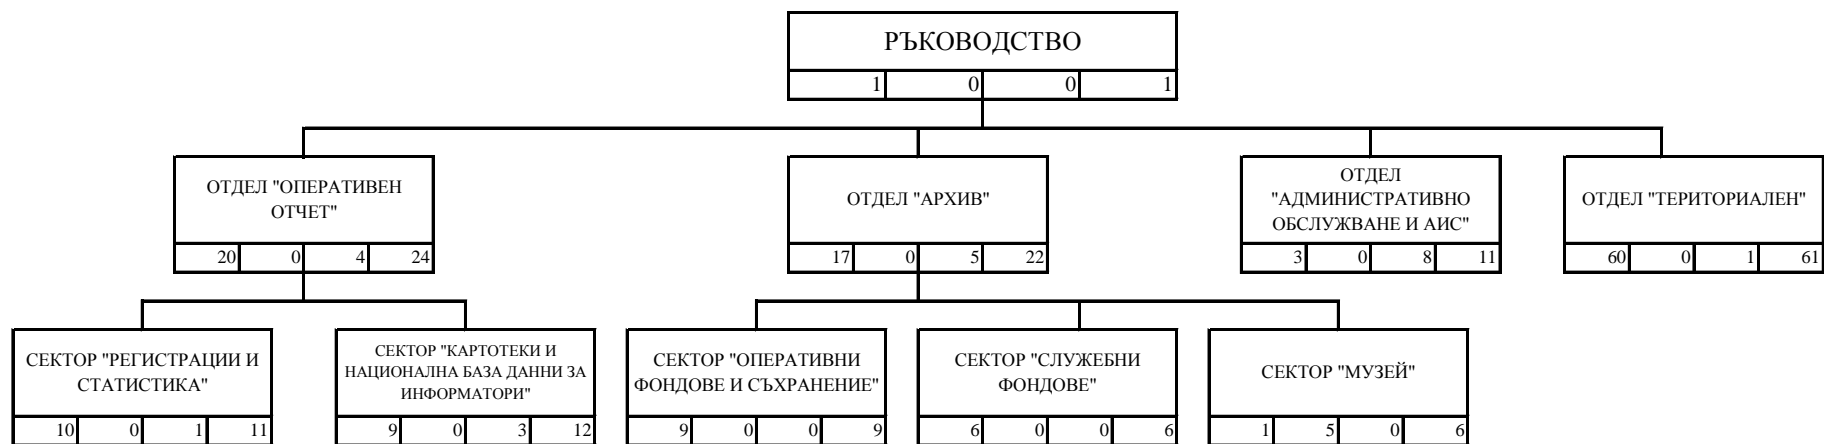 РЪКОВОДСТВО
1 0 0 1
ОТДЕЛ "ОПЕРАТИВЕН
ОТЧЕТ"
20 0 4 24
ОТДЕЛ "АРХИВ"
17 0 5 22
ОТДЕЛ
"АДМИНИСТРАТИВНО
ОБСЛУЖВАНЕ И АИС"
3 0 8 11
ОТДЕЛ "ТЕРИТОРИАЛЕН"
60 0 1 61
СЕКТОР "РЕГИСТРАЦИИ И
СТАТИСТИКА"
10 0 1 11
СЕКТОР "КАРТОТЕКИ И
НАЦИОНАЛНА БАЗА ДАННИ ЗА
ИНФОРМАТОРИ"
9 0 3 12
СЕКТОР "ОПЕРАТИВНИ
ФОНДОВЕ И СЪХРАНЕНИЕ"
9 0 0 9
СЕКТОР "СЛУЖЕБНИ
ФОНДОВЕ"
6 0 0 6
СЕКТОР "МУЗЕЙ"
1 5 0 6